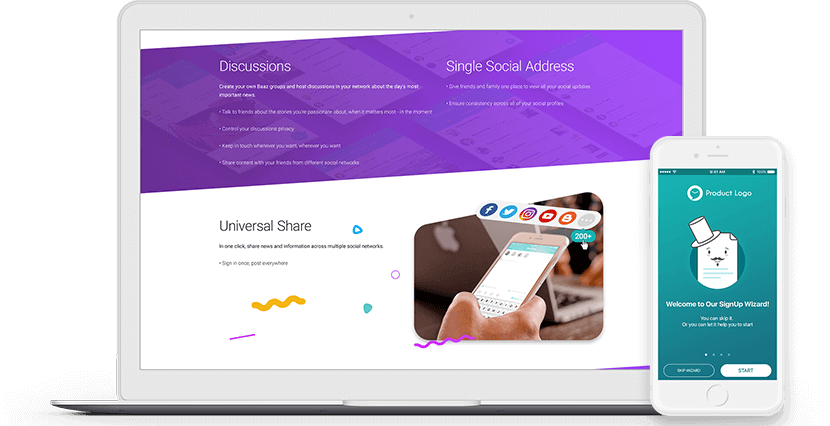 Discussions
Create your own Baaz groups and host discussions in your network about the day's most
important news.
• Talk to friends about the stories you're passionate about, when it matters most - in the moment
• Control your discussions privacy
• Keep in touch whenever you want, wherever you want
• Share content with your friends from different social networks
Single Social Address
• Give friends and family one place to view all your social updates
• Ensure consistency across all of your social profiles
Universal Share
In one click, share news and information across multiple social networks.
• Sign in once, post everywhere
200+
9:41 AM
100%
Product Logo
Welcome to Our SignUp Wizard!
You can skip it.
Or you can let it help you to start
SKIP WIZARD
START